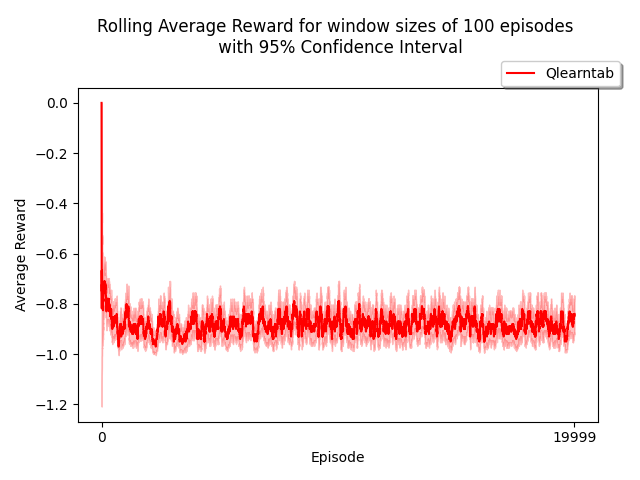 Rolling Average Reward for window sizes of 100 episodes
with 95% Confidence Interval
Qlearntab
0.0
−0.2
−0.4
−0.6
−0.8
−1.0
−1.2
Average Reward
0
19999
Episode